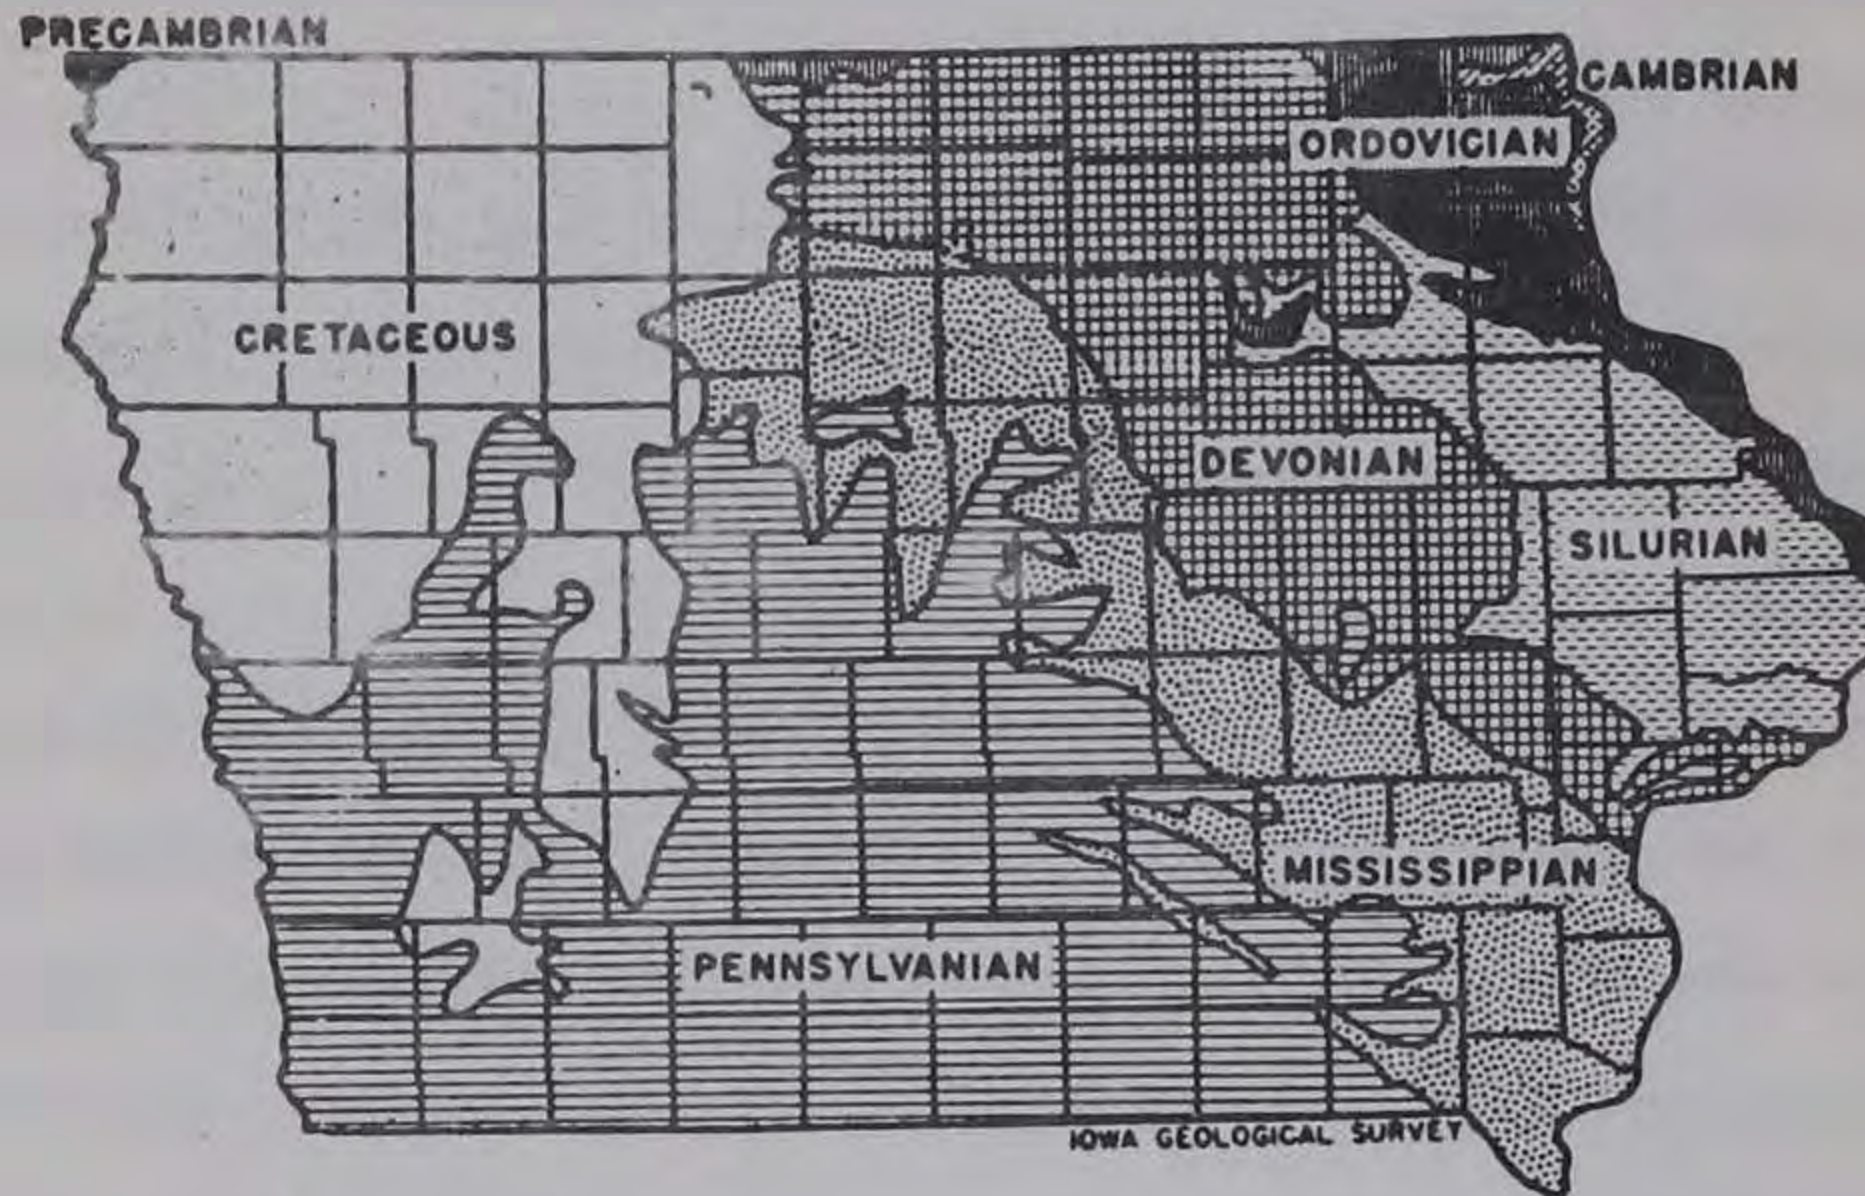 PRECAMBRIAN
CAMBRIAN
ORDOVICIAN
CRETACEOUS
DEVONIAN
SILURIAN
MISSISSIPPIAN
PENNSYLVANIAN
IOWA GEOLOGICAL SURVEY